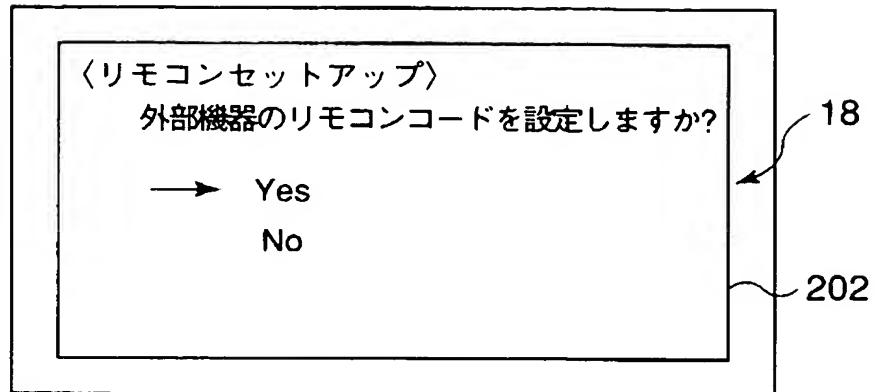 〈リモコンセットアップ〉
外部機器のリモコンコードを設定しますか?
18
→ Yes
No
202